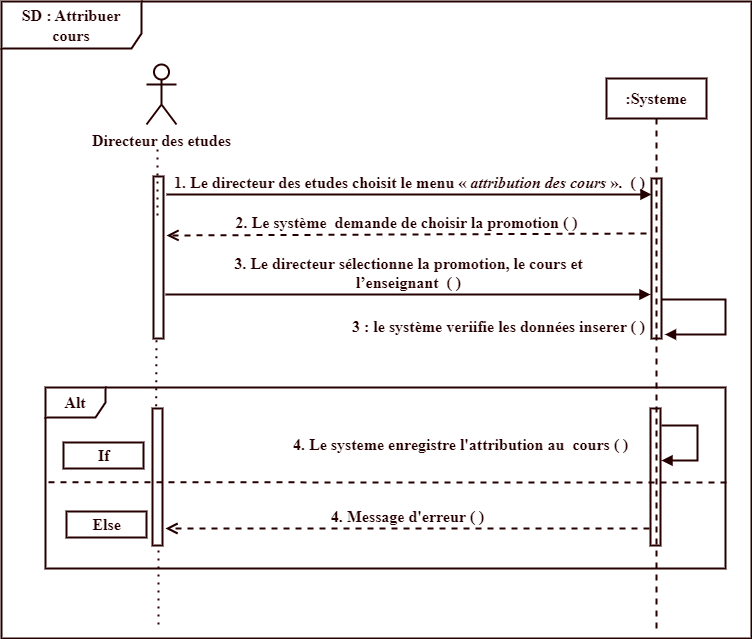 SD : Attribuer
cours
:Systeme
Directeur des etudes
1. Le directeur des etudes choisit le menu « attribution des cours ». ( )
2. Le système demande de choisir la promotion ( )
3. Le directeur sélectionne la promotion, le cours et
l’enseignant ( )
3 : le système veriifie les données inserer ( )
Alt
4. Le systeme enregistre l'attribution au cours ( )
If
4. Message d'erreur ( )
Else